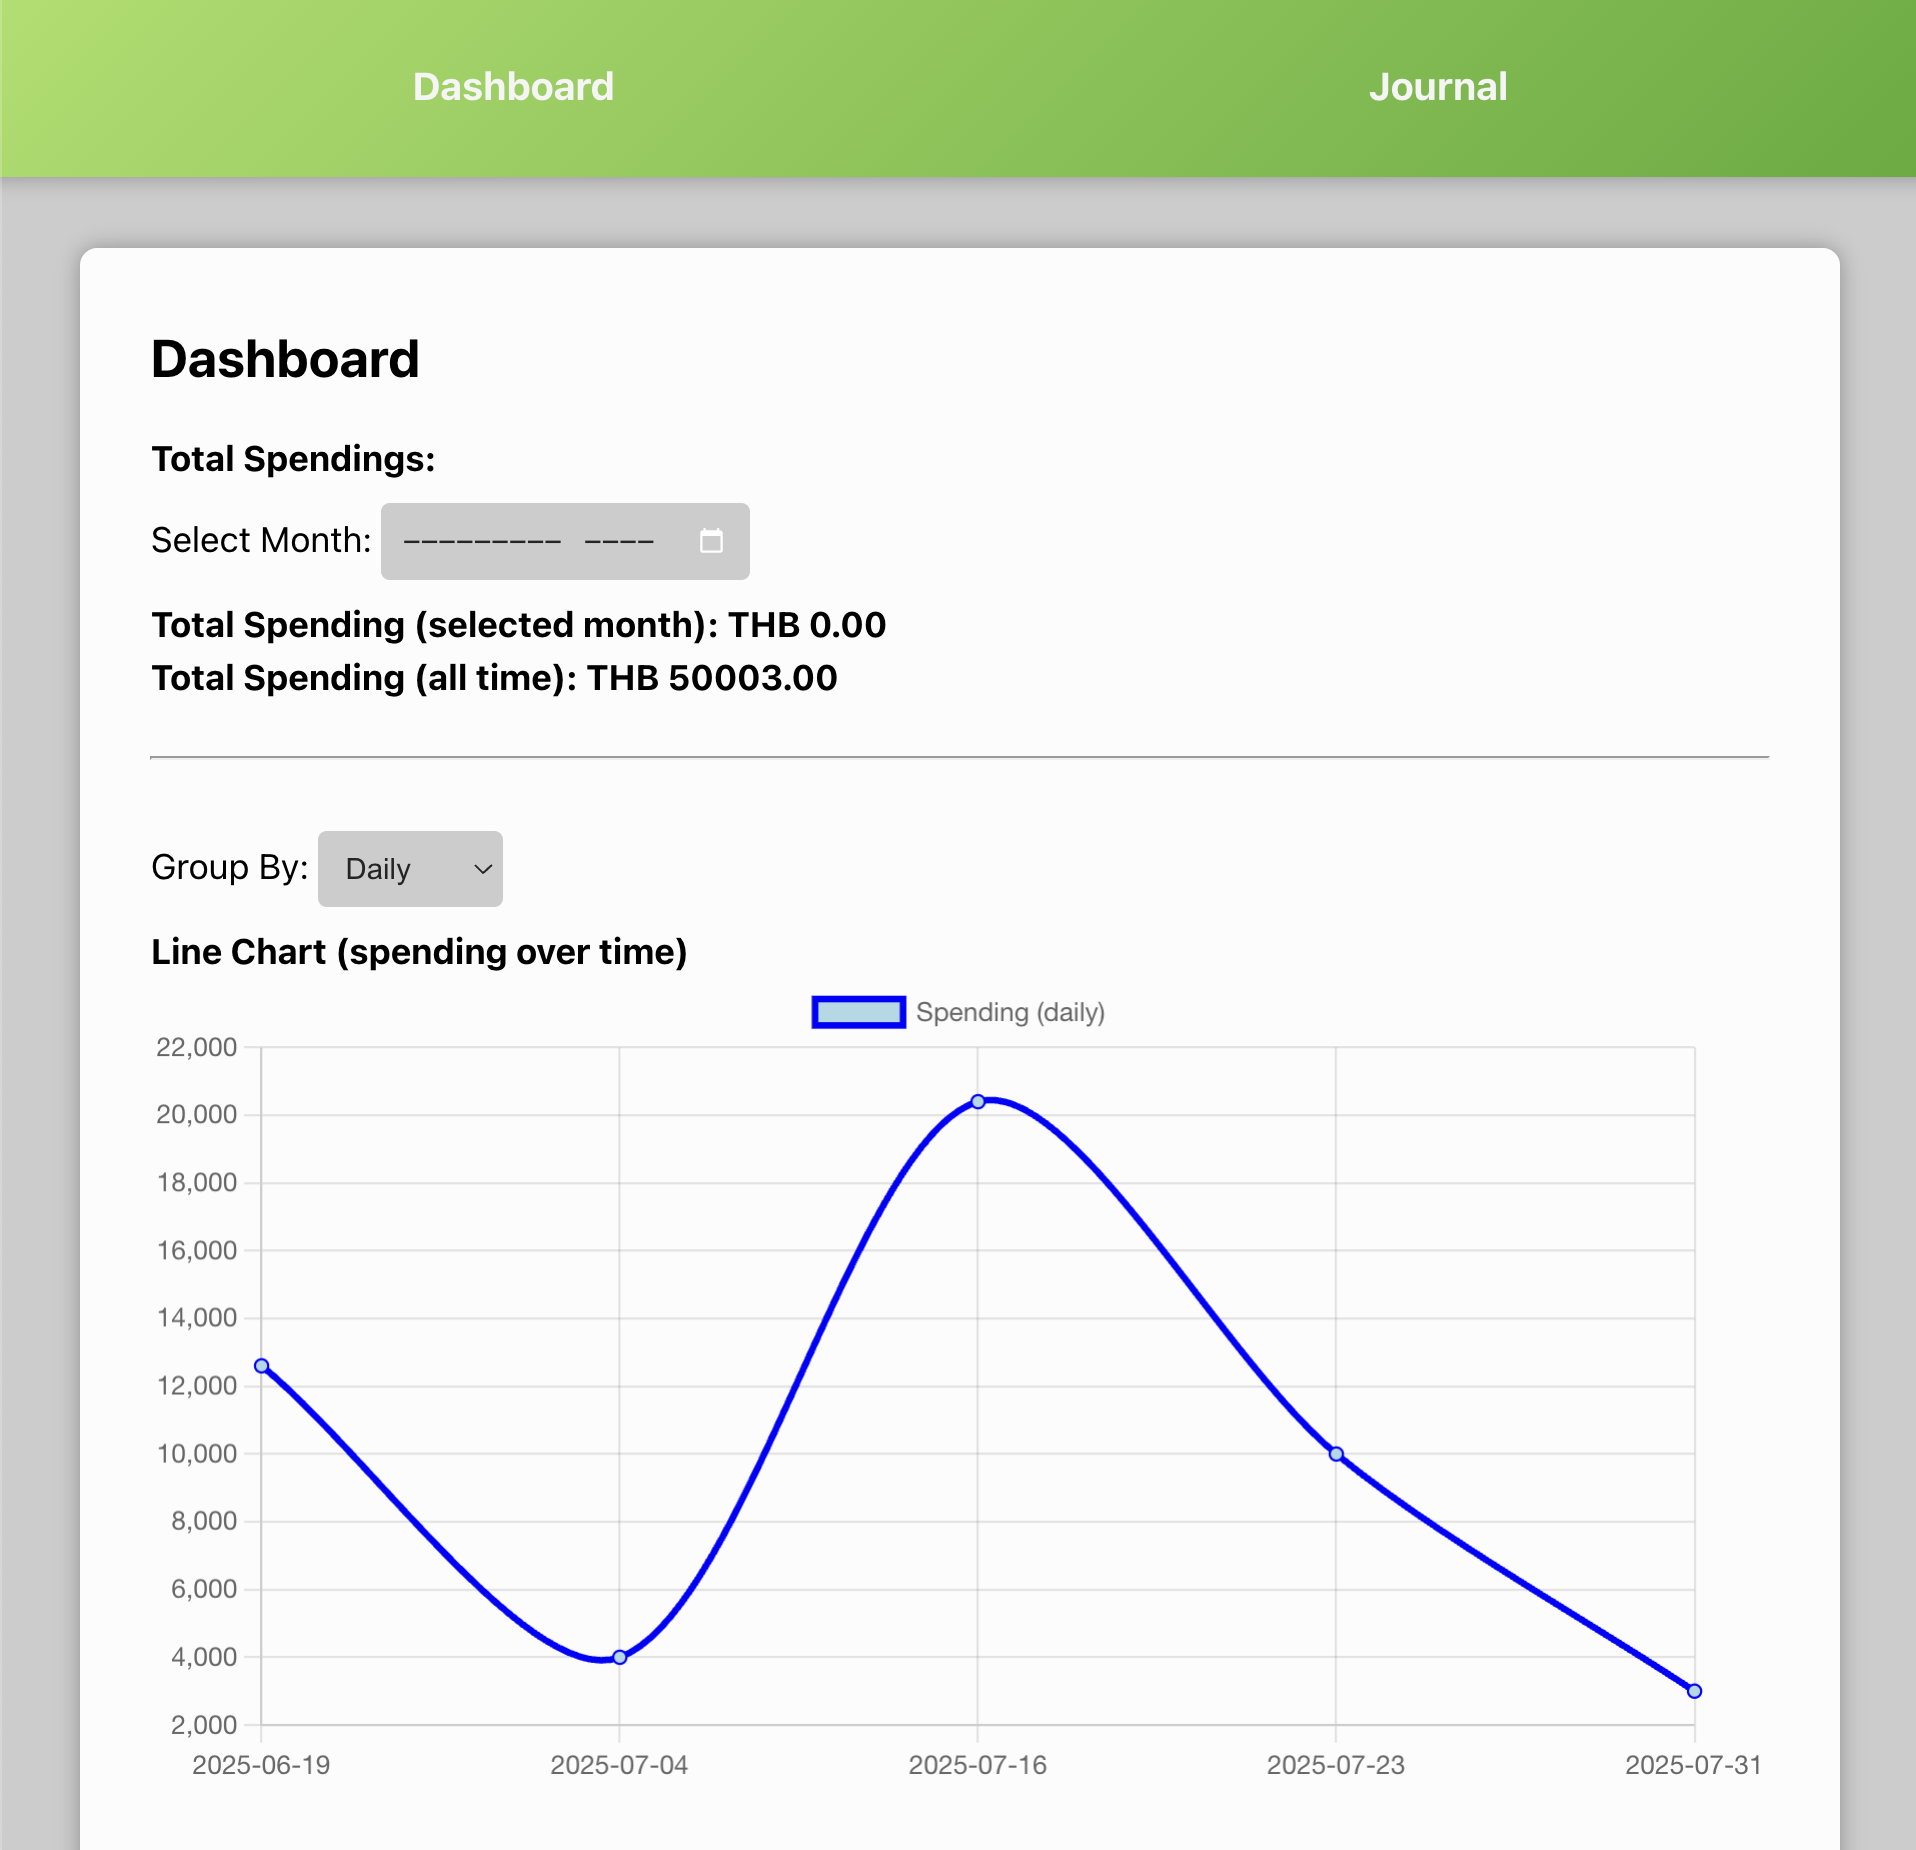 Dashboard Journal
Dashboard
Total Spendings:
Select Month: --------- ----
Total Spending (selected month): THB 0.00
Total Spending (all time): THB 50003.00
Group By: Daily
Line Chart (spending over time)
Spending (daily)
22,000
20,000
18,000
16,000
14,000
12,000
10,000
8,000
6,000
4,000
2,000
2025-06-19 2025-07-04 2025-07-16 2025-07-23 2025-07-31